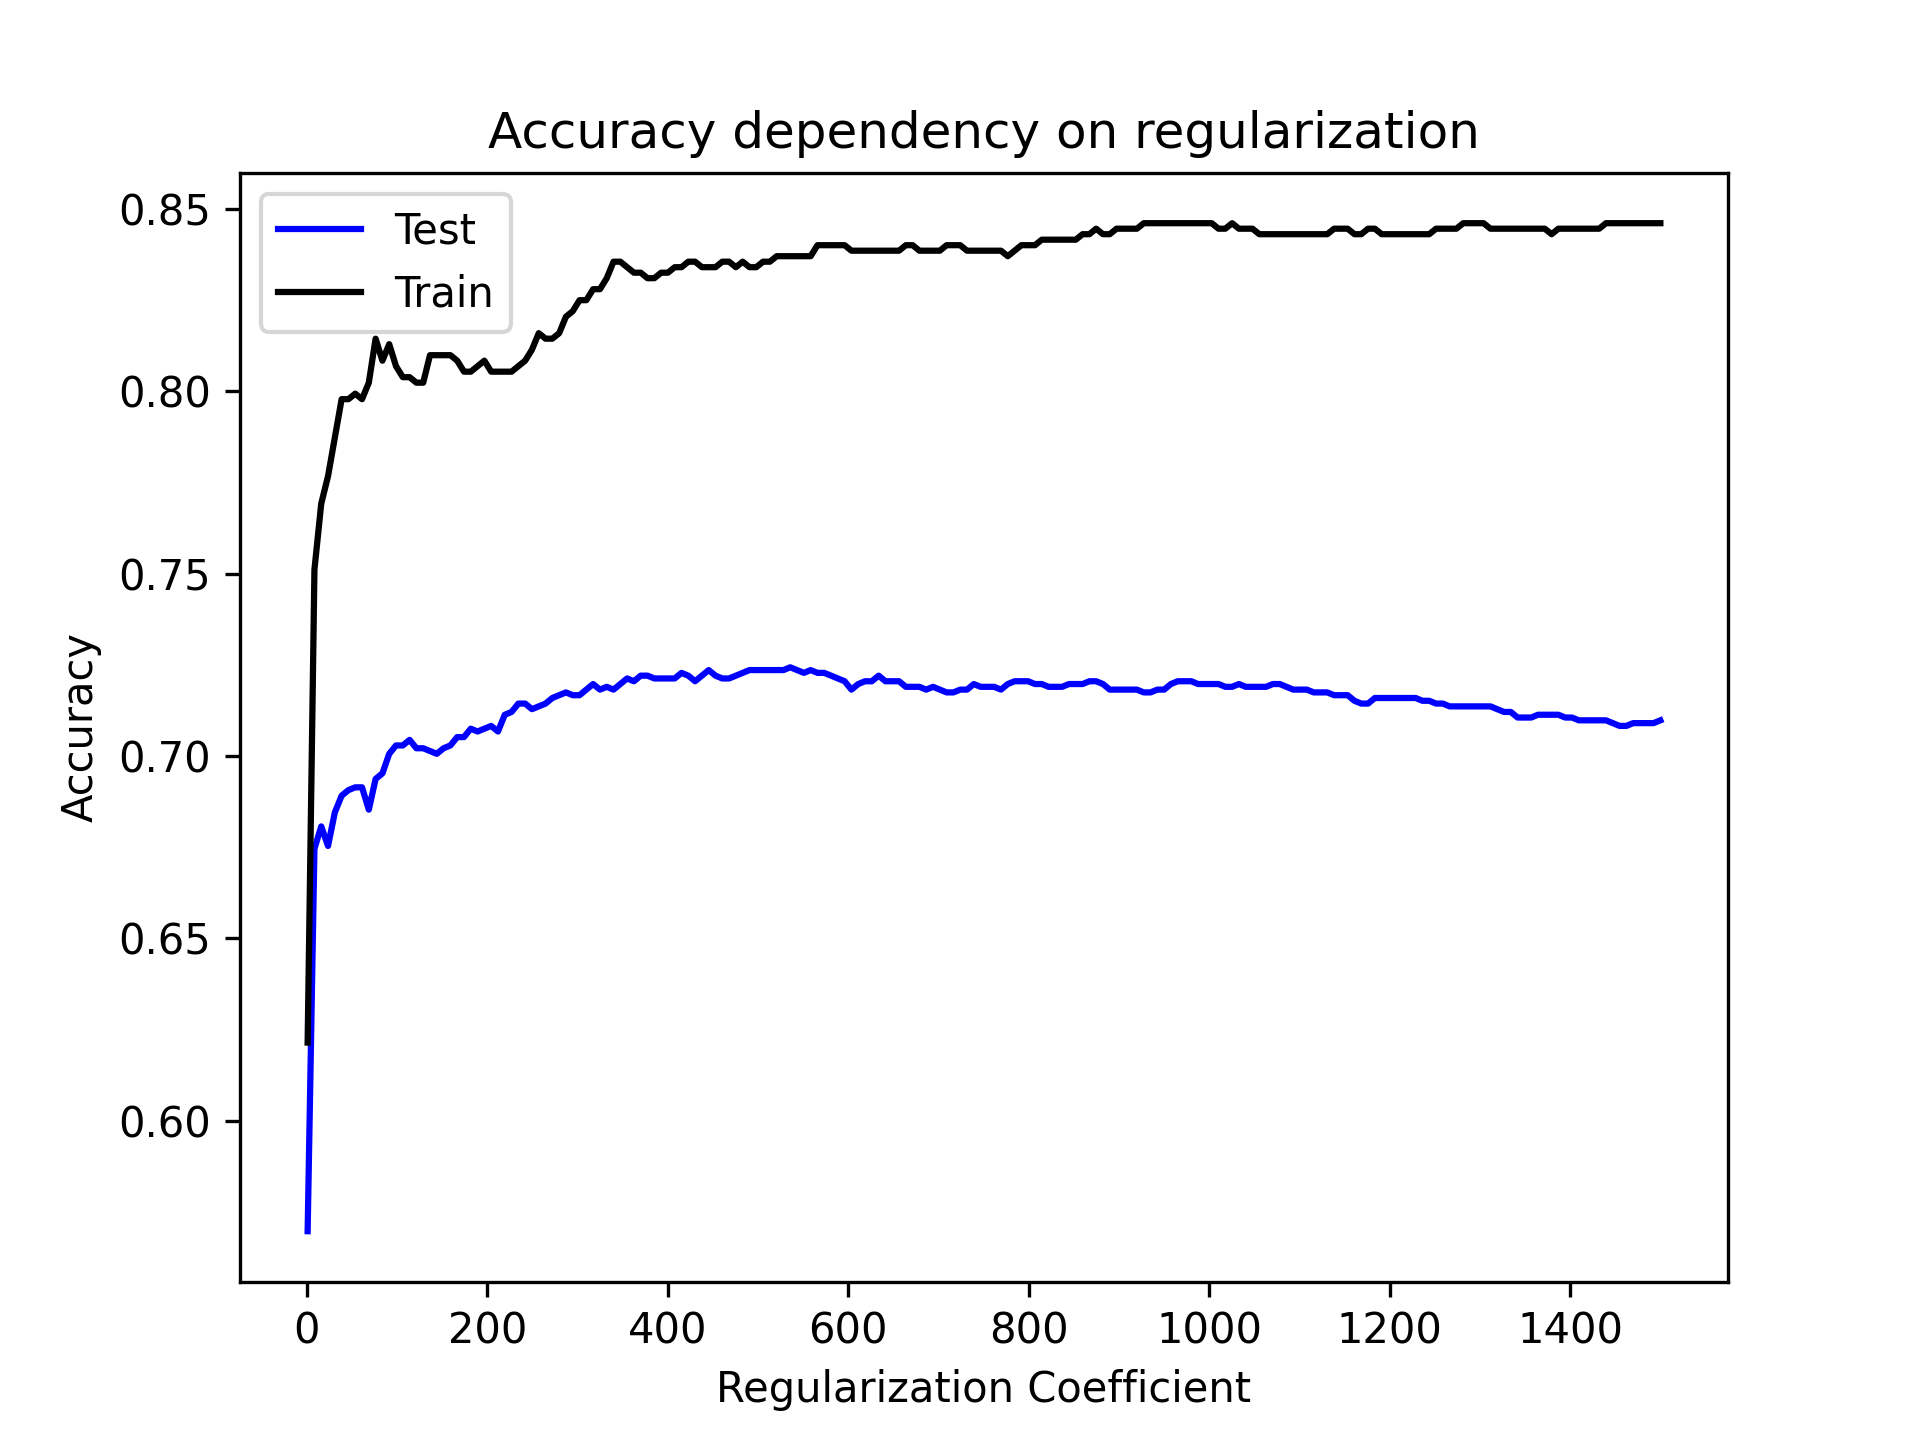 Accuracy dependency on regularization
Test
Train
0.85
0.80
0.75
0.70
0.65
0.60
Accuracy
0
200
400
600
800
1000
1200
1400
Regularization Coefficient